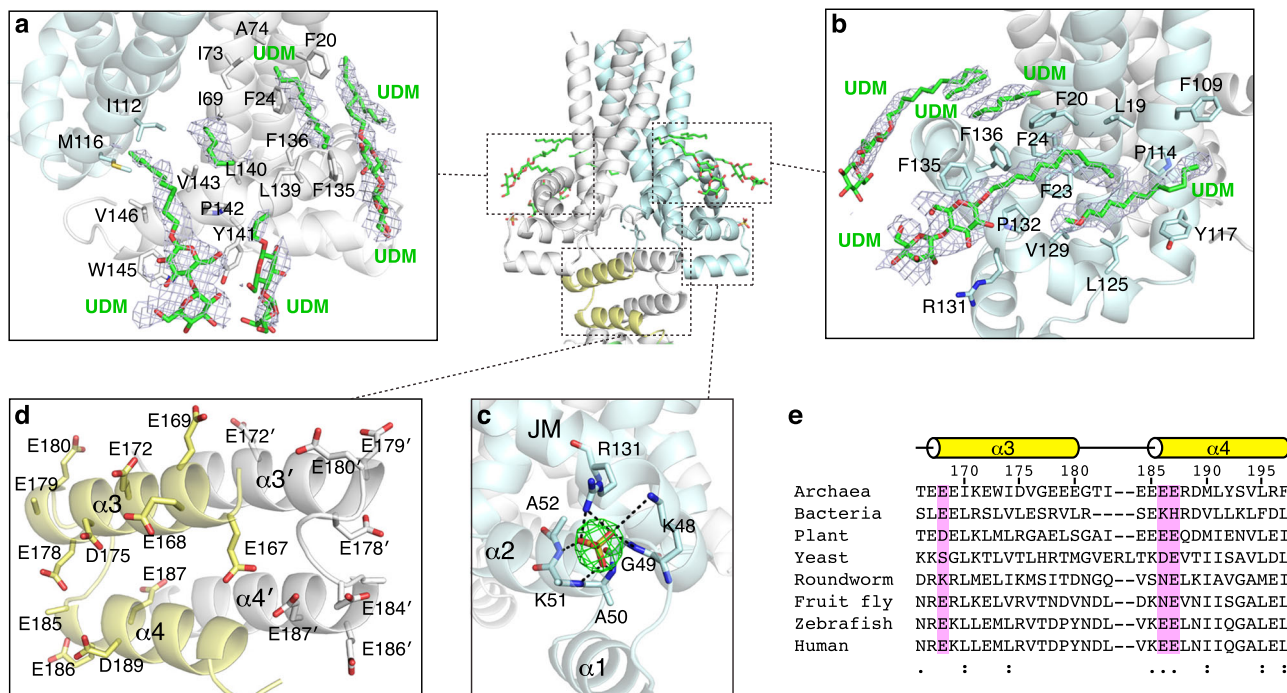 a
A74
F20
I73
UDM
I112
I69
F24
UDM
M116
F136
V143
L140
L139
F135
V146
P142
Y141
W145
UDM
UDM
UDM
b
UDM
UDM
UDM
F20
L19
F109
F136
F24
F135
P114
F23
UDM
P132
UDM
V129
Y117
L125
R131
d
E169
E180
E172
E172′
E179′
α3′
E180′
E179
α3
E168
E178
D175
E167
E178′
E187
α4′
E184′
E185
α4
E187′
E186
D189
E186′
c
JM
R131
A52
K48
α2
G49
K51
A50
α1
e
α3 α4
170 175 180 185 190 195
Archaea TEEEIKEWIDVGEEEGTI--EEEERDMLYSVLRF
Bacteria SLEELRSLVLESRVLR----SEKHRDVLLKLFDL
Plant TEDELKLMLRGAELSGAI--EEEEQDMIENVLEI
Yeast KKSGLKTLVTLHRTMGVERLTKDEVTTISAVLDI
Roundworm DRKRLMELIKMSITDNGQ--VSNELKIAVGAMEI
Fruit fly NRERLKELVRVTNDVNDL--DKNEVNIISGALEL
Zebrafish NREKLLEMLRVTDPYNDL--VKEELNIIQGALEL
Human NREKLLEMLRVTDPYNDL--VKEELNIIQGALEL
. : : ... : : :